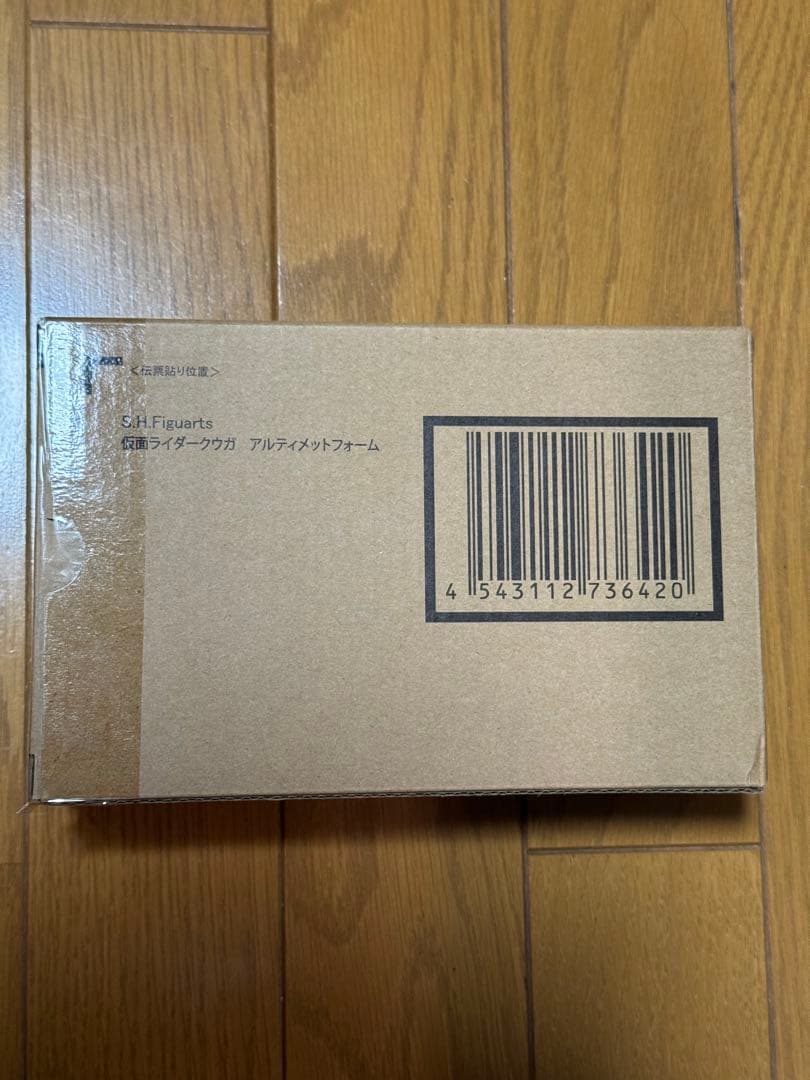 <伝票貼り位置>
S.H.Figuarts
仮面ライダークウガ　アルティメットフォーム
4 543112 736420